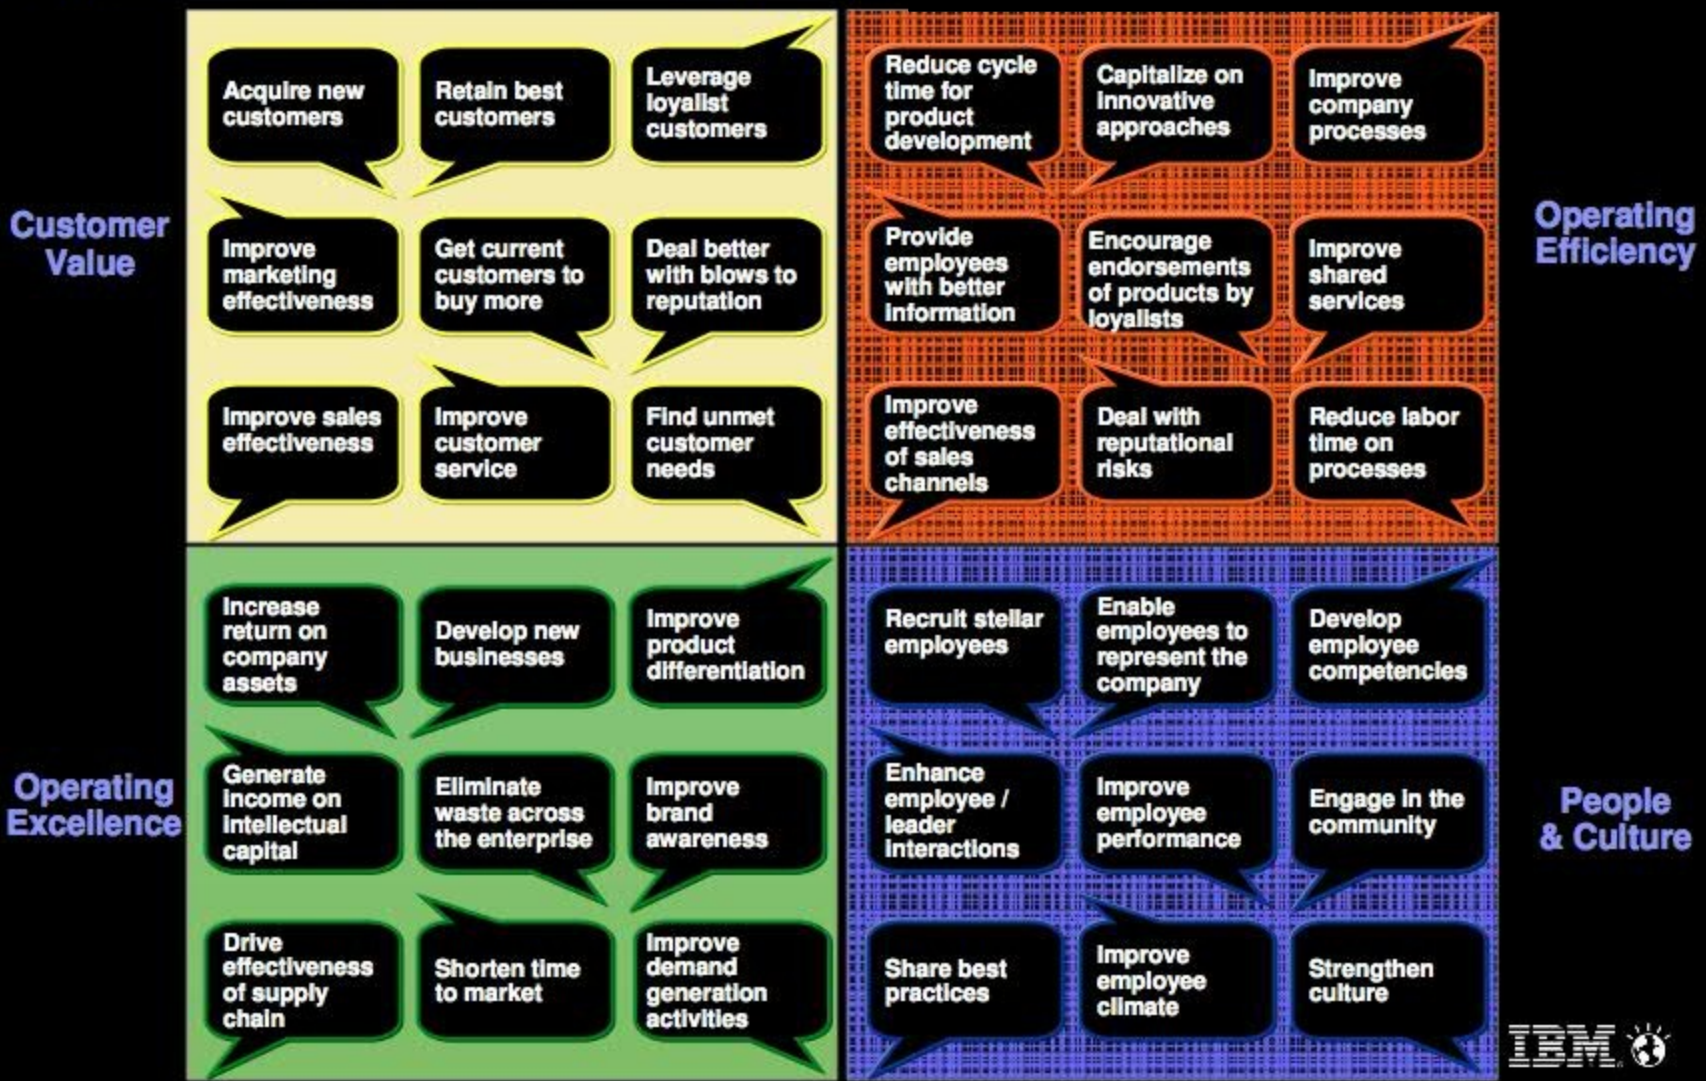 Customer
Value
Acquire new
customers
Retain best
customers
Leverage
loyalist
customers
Improve
marketing
effectiveness
Get current
customers to
buy more
Deal better
with blows to
reputation
Improve sales
effectiveness
Improve
customer
service
Find unmet
customer
needs
Operating
Efficiency
Reduce cycle
time for
product
development
Capitalize on
innovative
approaches
Improve
company
processes
Provide
employees
with better
information
Encourage
endorsements
of products by
loyalists
Improve
shared
services
Improve
effectiveness
of sales
channels
Deal with
reputational
risks
Reduce labor
time on
processes
Operating
Excellence
Increase
return on
company
assets
Develop new
businesses
Improve
product
differentiation
Generate
income on
intellectual
capital
Eliminate
waste across
the enterprise
Improve
brand
awareness
Drive
effectiveness
of supply
chain
Shorten time
to market
Improve
demand
generation
activities
People
& Culture
Recruit stellar
employees
Enable
employees to
represent the
company
Develop
employee
competencies
Enhance
employee /
leader
interactions
Improve
employee
performance
Engage in the
community
Share best
practices
Improve
employee
climate
Strengthen
culture
IBM